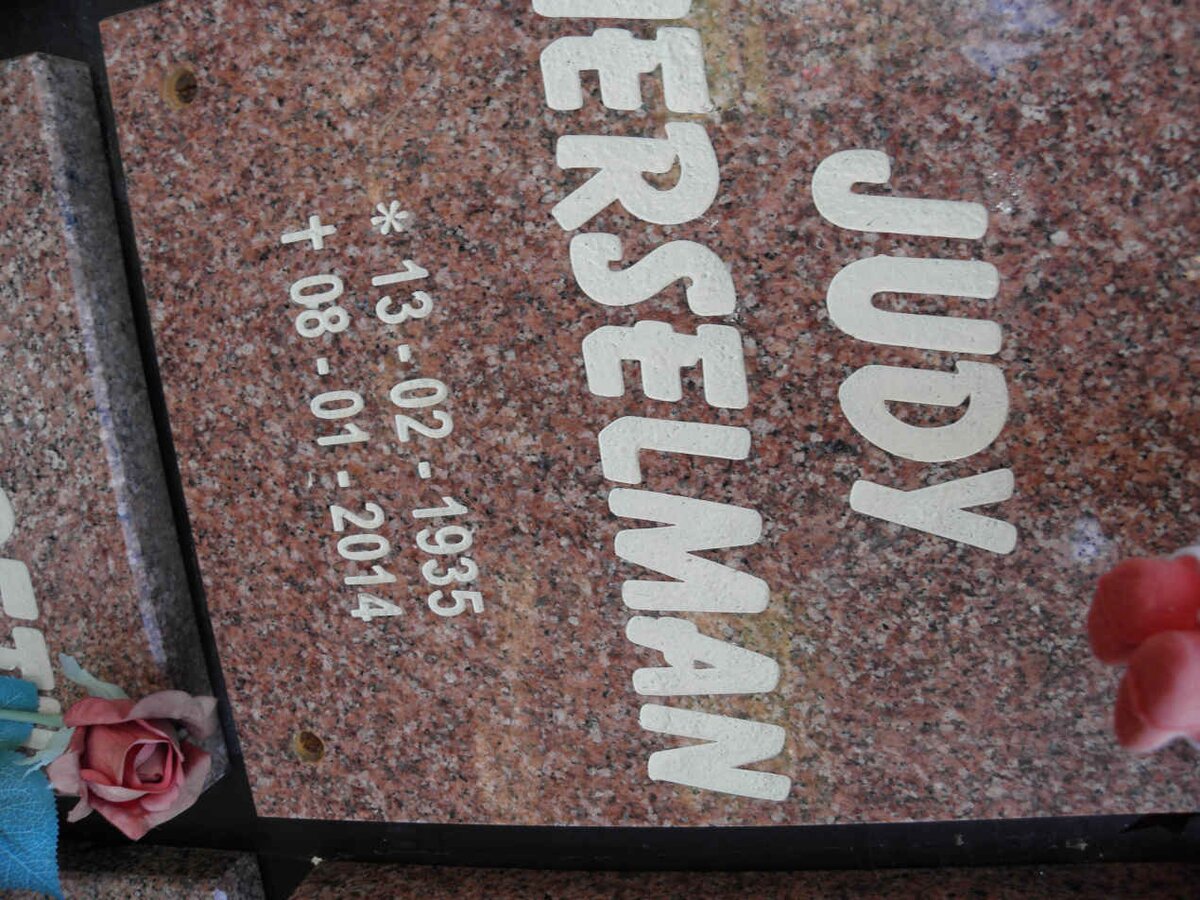 JUDY
ERSELMAN
* 13-02-1935
+ 08-01-2014